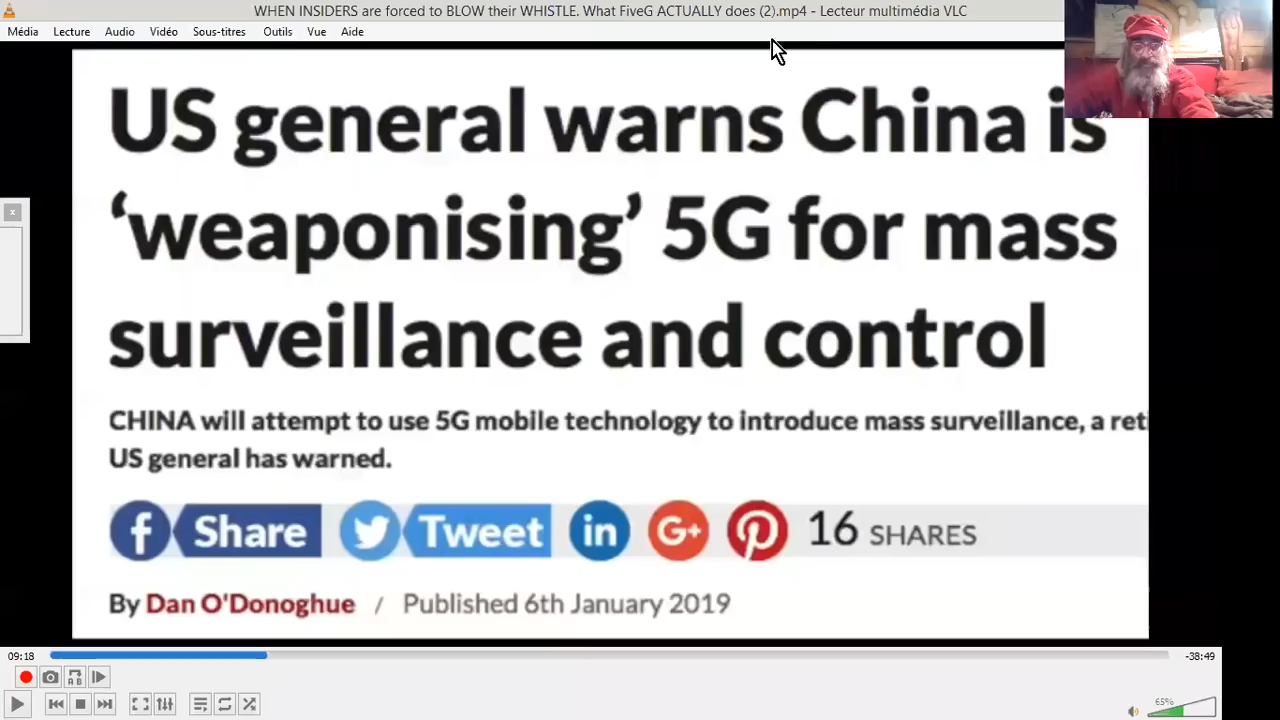 WHEN INSIDERS are forced to BLOW their WHISTLE. What FiveG ACTUALLY does (2).mp4 - Lecteur multimédia VLC
Média Lecture Audio Vidéo Sous-titres Outils Vue Aide
x
US general warns China is
‘weaponising’ 5G for mass
surveillance and control
CHINA will attempt to use 5G mobile technology to introduce mass surveillance, a reti
US general has warned.
f Share Tweet in G+ 16 SHARES
By Dan O'Donoghue / Published 6th January 2019
09:18 -38:49
A B
65%